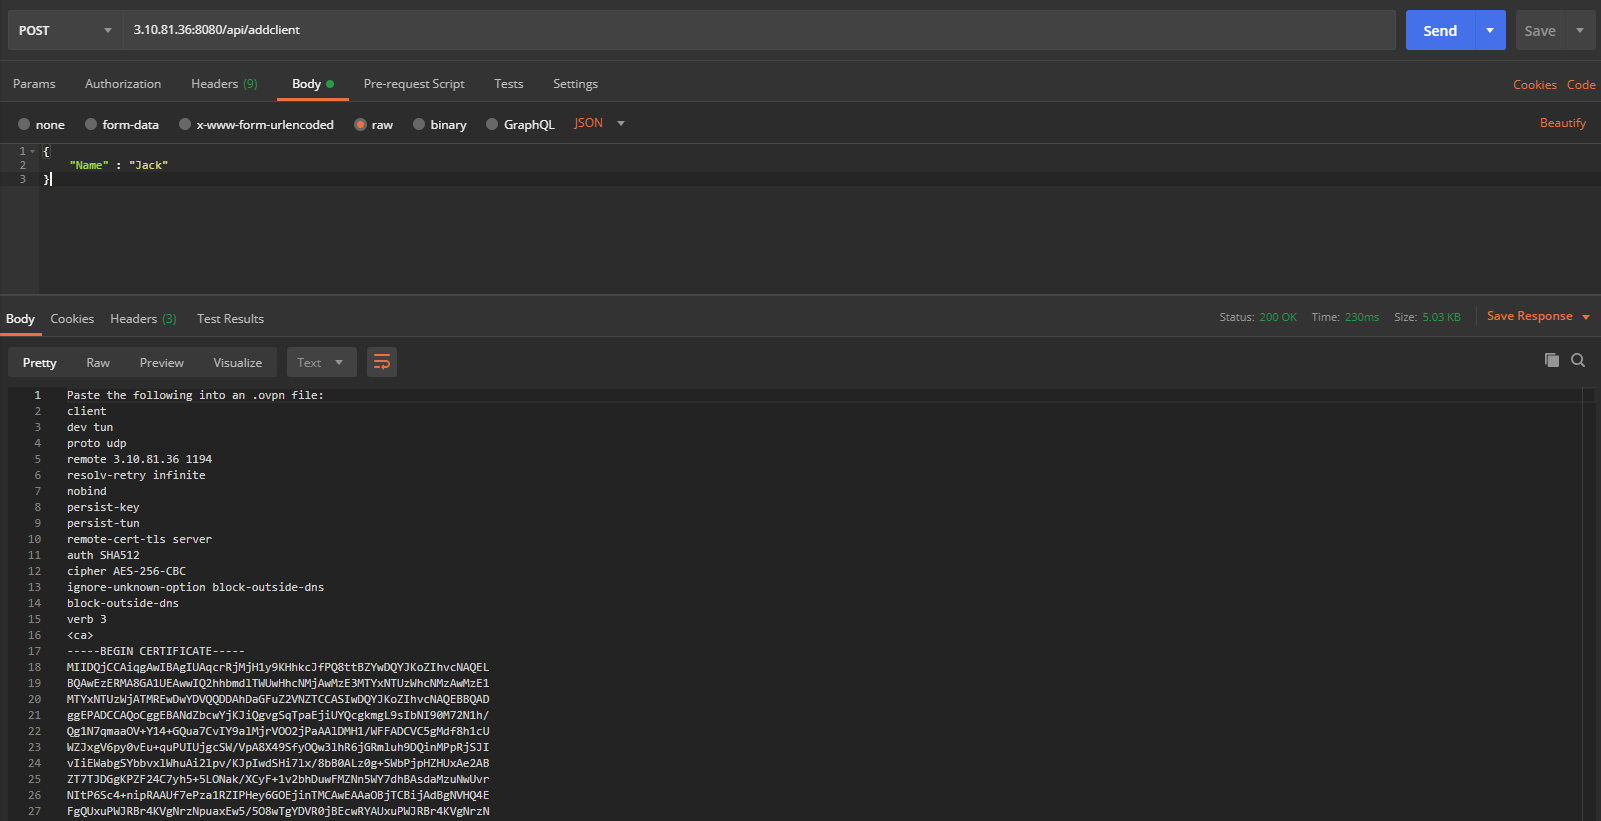 POST 3.10.81.36:8080/api/addclient Send Save
Params Authorization Headers (9) Body Pre-request Script Tests Settings Cookies Code
none form-data x-www-form-urlencoded raw binary GraphQL JSON Beautify
1 {
2 "Name" : "Jack"
3 }
Body Cookies Headers (3) Test Results Status: 200 OK Time: 230ms Size: 5.03 KB Save Response
Pretty Raw Preview Visualize Text
1 Paste the following into an .ovpn file:
2 client
3 dev tun
4 proto udp
5 remote 3.10.81.36 1194
6 resolv-retry infinite
7 nobind
8 persist-key
9 persist-tun
10 remote-cert-tls server
11 auth SHA512
12 cipher AES-256-CBC
13 ignore-unknown-option block-outside-dns
14 block-outside-dns
15 verb 3
16 <ca>
17 -----BEGIN CERTIFICATE-----
18 MIIDQjCCAiqgAwIBAgIUAqcrRjMjH1y9KHhkcJfPQ8ttBZYwDQYJKoZIhvcNAQEL
19 BQAwEzERMA8GA1UEAwwIQ2hhbmdlTWUwHhcNMjAwMzE3MTYxNTUzWhcNMzAwMzE1
20 MTYxNTUzWjATMREwDwYDVQQDDAhDaGFuZ2VNZTCCASIwDQYJKoZIhvcNAQEBBQAD
21 ggEPADCCAQoCggEBANdZbcwYjKJiQgvgSqTpaEjiUYQcgkmgL9sIbNI90M72N1h/
22 Qg1N7qmaaOV+Y14+GQua7CvIY9alMjrVOO2jPaAAlDMH1/WFFADCVC5gMdf8h1cU
23 WZJxgV6py0vEu+quPUIUjgcSW/VpA8X49SfyOQw3lhR6jGRmluh9DQinMPpRjSJI
24 vIiEWabgSYbbvxlWhuAi2lpv/KJpIwdSHi7lx/8bB0ALz0g+SWbPjpHZHUxAe2AB
25 ZT7TJDGgKPZF24C7yh5+5LONak/XCyF+1v2bhDuwFMZNn5WY7dhBAsdaMzuNwUvr
26 NItP6Sc4+nipRAAUf7ePza1RZIPHey6GOEjinTMCAwEAAaOBjTCBijAdBgNVHQ4E
27 FgQUxuPWJRBr4KVgNrzNpuaxEw5/5O8wTgYDVR0jBEcwRYAUxuPWJRBr4KVgNrzN